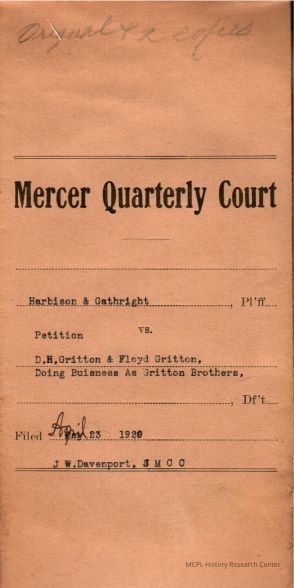 Original & 2 copies
Mercer Quarterly Court
Harbison & Gathright, Pl'ff.
vs.
Petition
D.H,Gritton & Floyd Gritton,
Doing Buisness As Gritton Brothers,
, Df't
Filed April 23 1920
J W.Davenport, J M C C
MCPL History Research Center